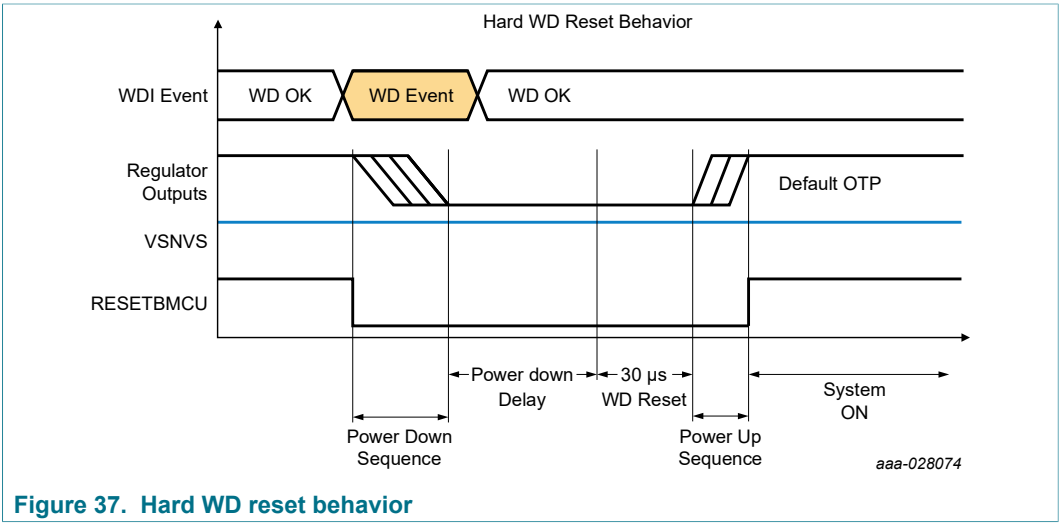 Hard WD Reset Behavior
WDI Event
WD OK
WD Event
WD OK
Regulator
Outputs
Default OTP
VSNVS
RESETBMCU
Power down
Delay
30 µs
WD Reset
System
ON
Power Down
Sequence
Power Up
Sequence
aaa-028074
Figure 37. Hard WD reset behavior